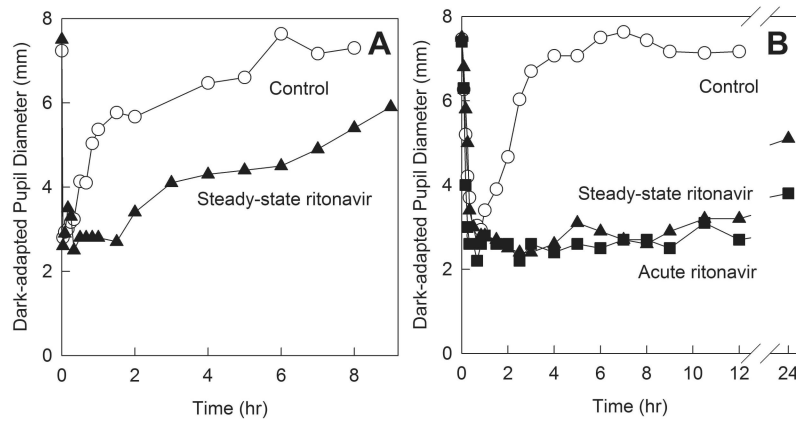 8
6
4
2
0
Dark-adapted Pupil Diameter (mm)
A
Control
Steady-state ritonavir
0 2 4 6 8
Time (hr)
8
6
4
2
0
Dark-adapted Pupil Diameter (mm)
B
Control
Steady-state ritonavir
Acute ritonavir
0 2 4 6 8 10 12 24
Time (hr)